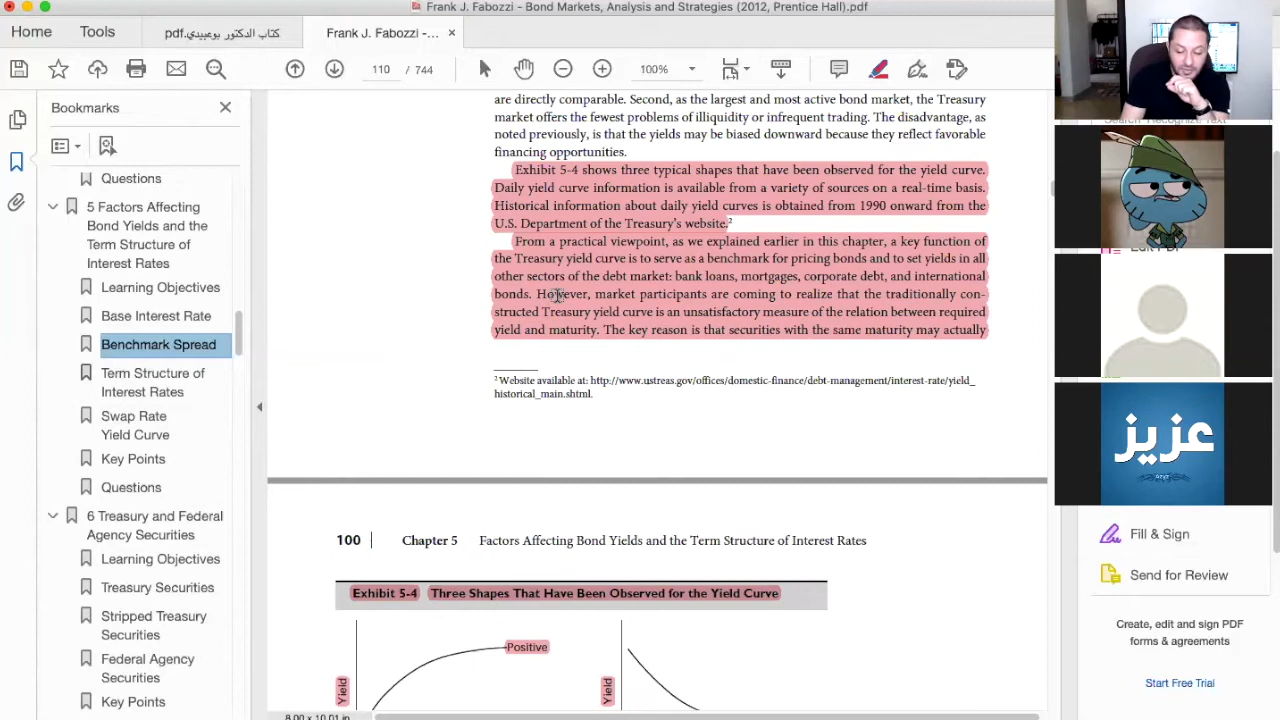 Frank J. Fabozzi - Bond Markets, Analysis and Strategies (2012, Prentice Hall).pdf
Home
Tools
كتاب الدكتور بوعبيدي.pdf
Frank J. Fabozzi -... ×
110 / 744
100%
Bookmarks
Questions
5 Factors Affecting
Bond Yields and the
Term Structure of
Interest Rates
Learning Objectives
Base Interest Rate
Benchmark Spread
Term Structure of
Interest Rates
Swap Rate
Yield Curve
Key Points
Questions
6 Treasury and Federal
Agency Securities
Learning Objectives
Treasury Securities
Stripped Treasury
Securities
Federal Agency
Securities
Key Points
are directly comparable. Second, as the largest and most active bond market, the Treasury
market offers the fewest problems of illiquidity or infrequent trading. The disadvantage, as
noted previously, is that the yields may be biased downward because they reflect favorable
financing opportunities.
Exhibit 5-4 shows three typical shapes that have been observed for the yield curve.
Daily yield curve information is available from a variety of sources on a real-time basis.
Historical information about daily yield curves is obtained from 1990 onward from the
U.S. Department of the Treasury's website.²
From a practical viewpoint, as we explained earlier in this chapter, a key function of
the Treasury yield curve is to serve as a benchmark for pricing bonds and to set yields in all
other sectors of the debt market: bank loans, mortgages, corporate debt, and international
bonds. However, market participants are coming to realize that the traditionally con-
structed Treasury yield curve is an unsatisfactory measure of the relation between required
yield and maturity. The key reason is that securities with the same maturity may actually
² Website available at: http://www.ustreas.gov/offices/domestic-finance/debt-management/interest-rate/yield_
historical_main.shtml.
100 | Chapter 5 Factors Affecting Bond Yields and the Term Structure of Interest Rates
Exhibit 5-4 Three Shapes That Have Been Observed for the Yield Curve
Positive
Yield
Yield
8.00 x 10.01 in
Search 'Recognize Text'
Edit PDF
عزيز
Azyz
Fill & Sign
Send for Review
Create, edit and sign PDF
forms & agreements
Start Free Trial